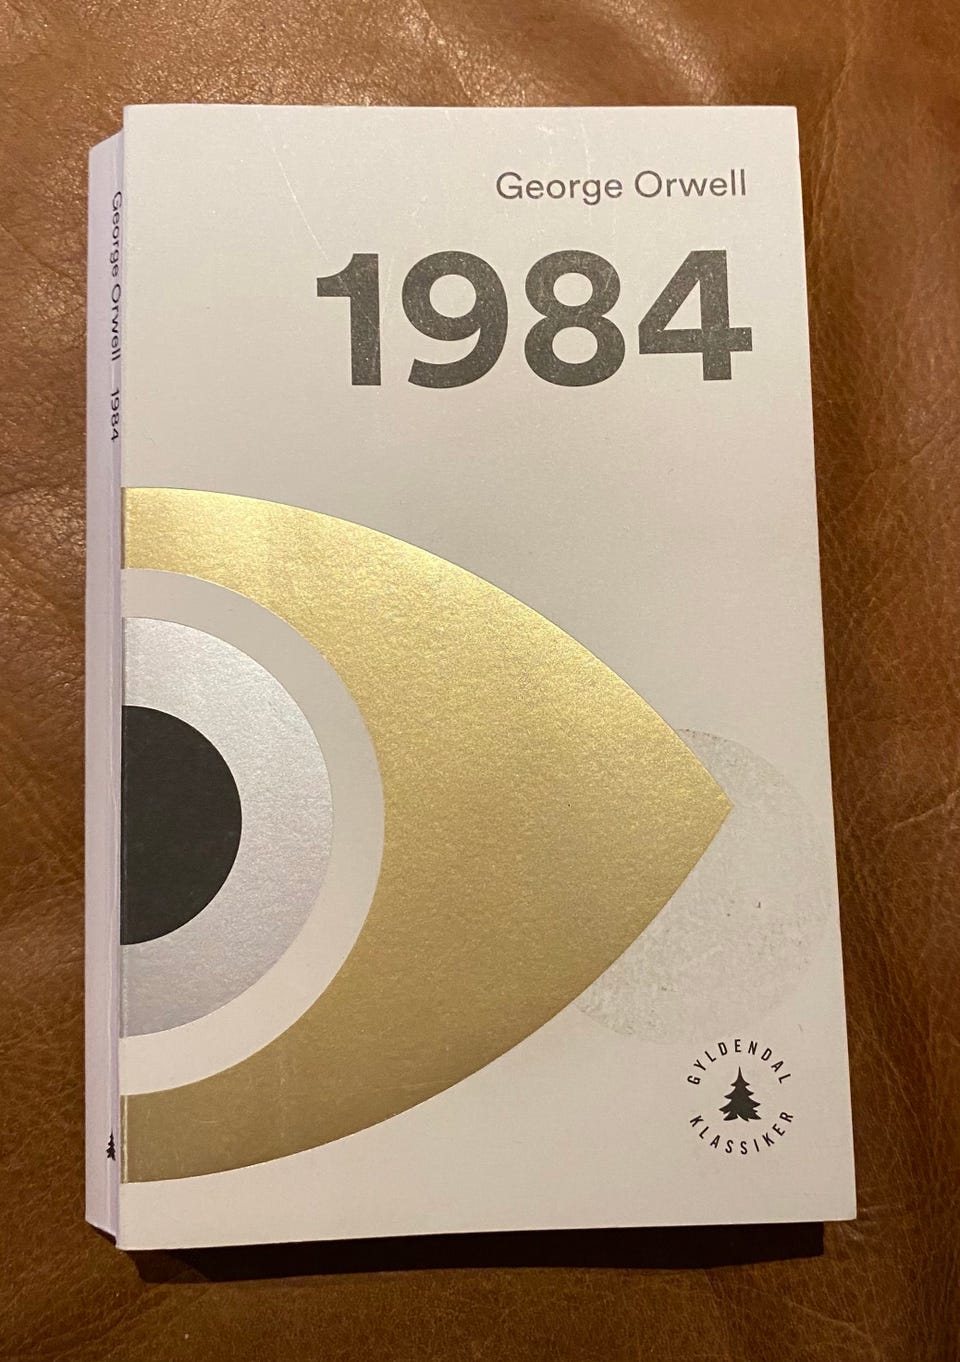 George Orwell
1984
George Orwell 1984
GYLDENDAL
KLASSIKER